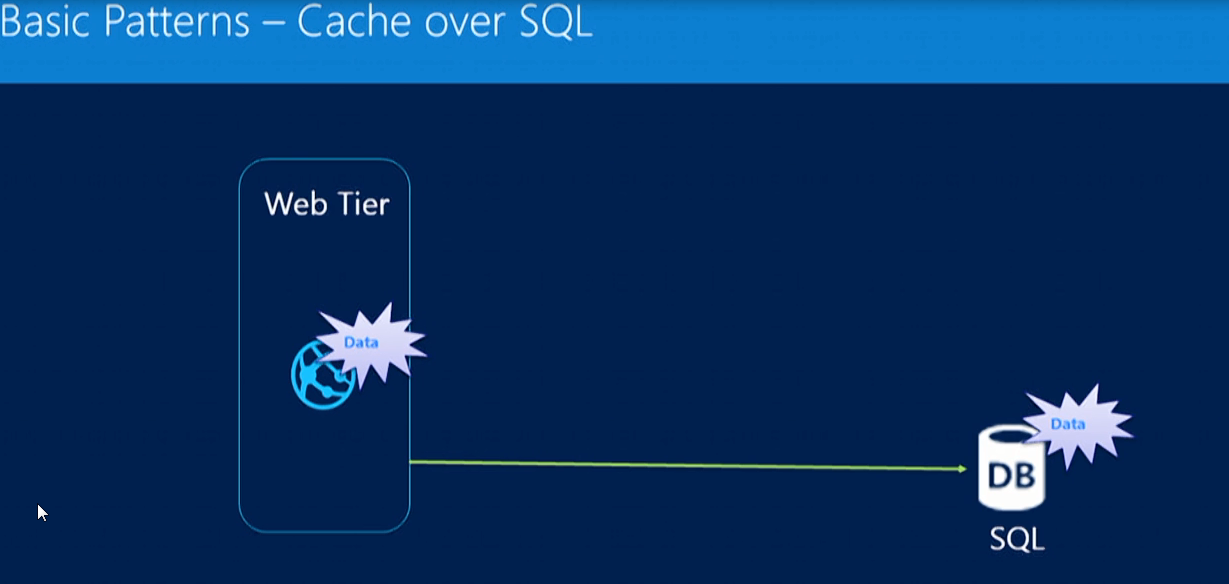 Basic Patterns – Cache over SQL
Web Tier
Data
Data
DB
SQL